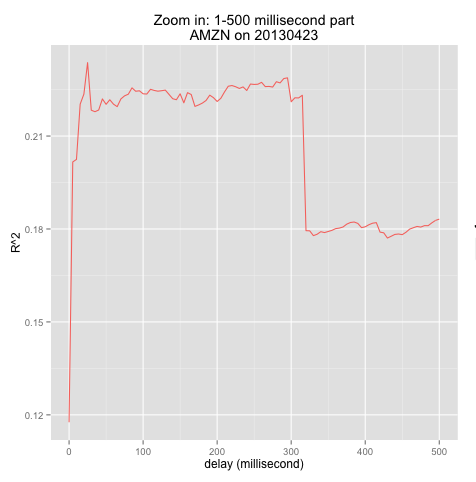 Zoom in: 1-500 millisecond part
AMZN on 20130423
R^2
0.21
0.18
0.15
0.12
0 100 200 300 400 500
delay (millisecond)